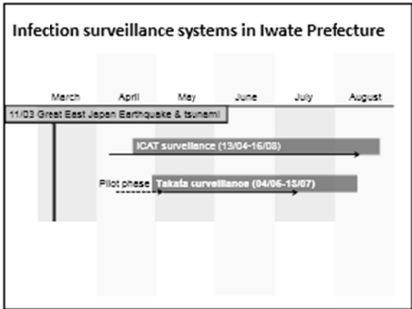 Infection surveillance systems in Iwate Prefecture
March April May June July August
11/03 Great East Japan Earthquake & tsunami
ICAT surveillance (13/04-16/08)
Pilot phase Takata surveillance (04/05-18/07)